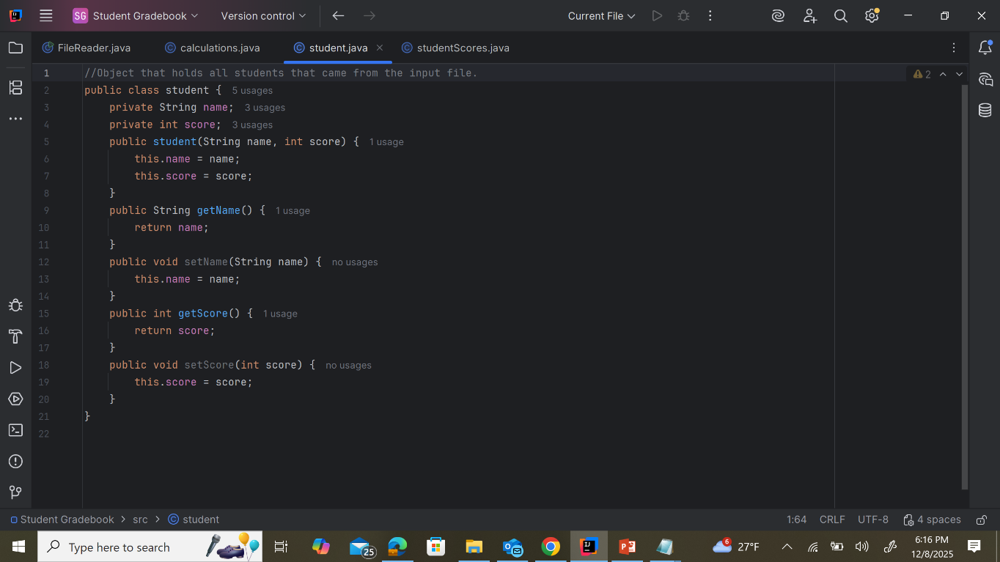 SG Student Gradebook Version control Current File
FileReader.java calculations.java student.java studentScores.java
1 //Object that holds all students that came from the input file. 2
2 public class student { 5 usages
3 private String name; 3 usages
4 private int score; 3 usages
5 public student(String name, int score) { 1 usage
6 this.name = name;
7 this.score = score;
8 }
9 public String getName() { 1 usage
10 return name;
11 }
12 public void setName(String name) { no usages
13 this.name = name;
14 }
15 public int getScore() { 1 usage
16 return score;
17 }
18 public void setScore(int score) { no usages
19 this.score = score;
20 }
21 }
22
Student Gradebook > src > student 1:64 CRLF UTF-8 4 spaces
Type here to search 25 6 27°F 6:16 PM
12/8/2025